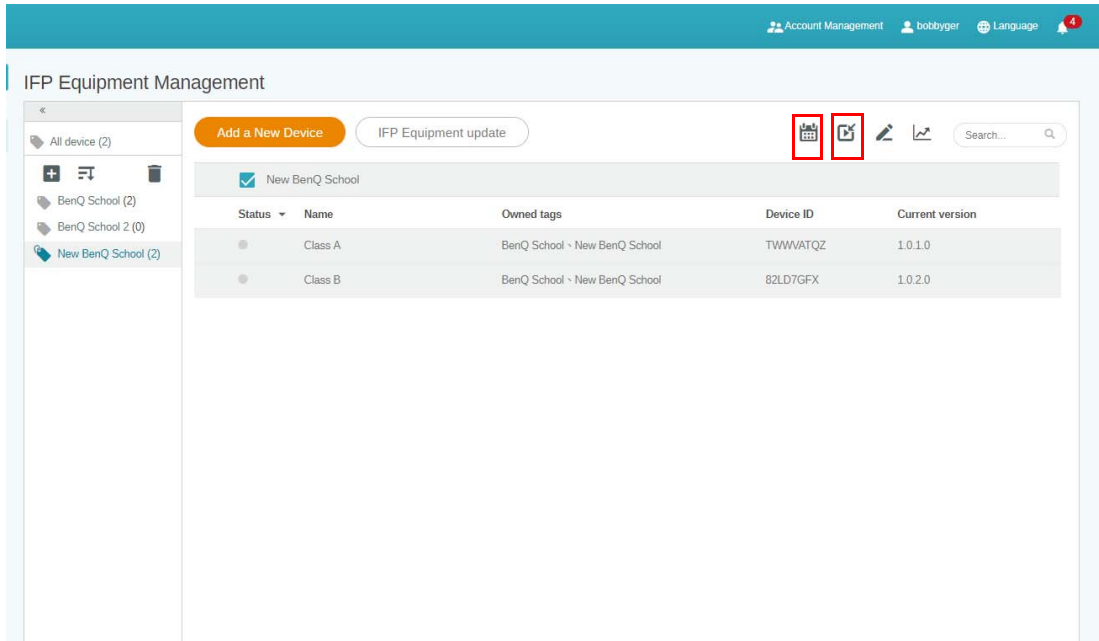 Account Management bobbyger Language 4
IFP Equipment Management
«
All device (2)
Add a New Device IFP Equipment update Search...
BenQ School (2)
BenQ School 2 (0)
New BenQ School (2)
New BenQ School
Status Name Owned tags Device ID Current version
Class A BenQ School、New BenQ School TWWVATQZ 1.0.1.0
Class B BenQ School、New BenQ School 82LD7GFX 1.0.2.0